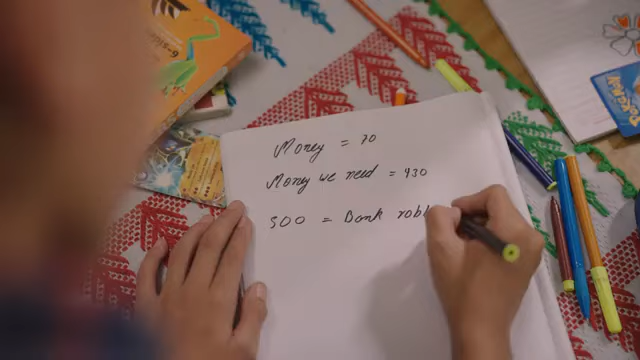 Money = 70
Money we need = 430
500 = Bank robb